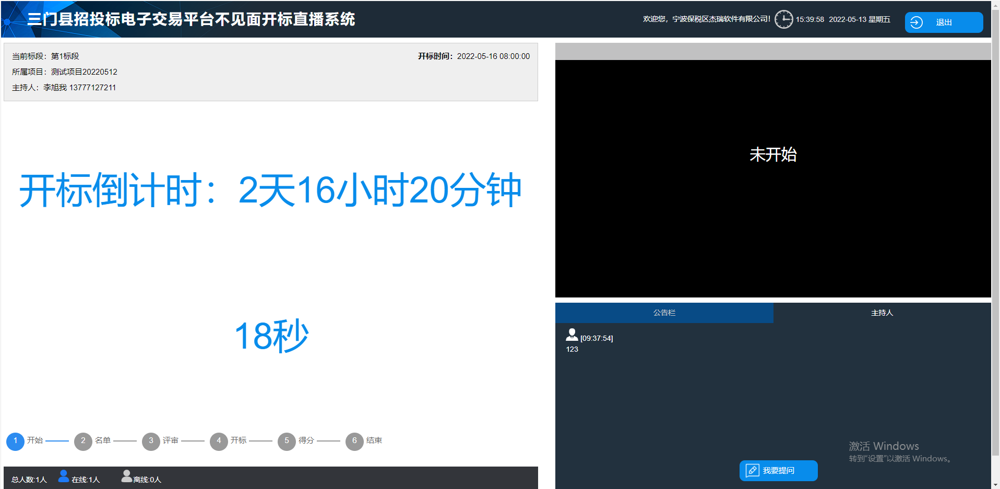 三门县招投标电子交易平台不见面开标直播系统
欢迎您，宁波保税区杰瑞软件有限公司！ 15:39:58 2022-05-13 星期五
退出
当前标段：第1标段
开标时间：2022-05-16 08:00:00
所属项目：测试项目20220512
主持人：李旭我 13777127211
开标倒计时：2天16小时20分钟
18秒
1 开始
2 名单
3 评审
4 开标
5 得分
6 结束
总人数:1人 在线:1人 离线:0人
未开始
公告栏 主持人
[09:37:54]
123
激活 Windows
转到“设置”以激活 Windows。
我要提问